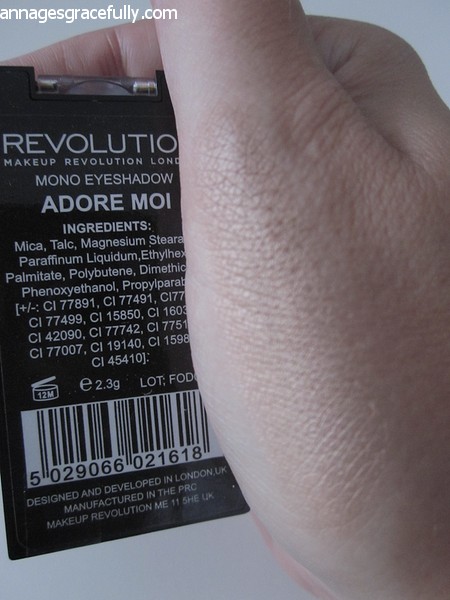 annagesgracefully.com
REVOLUTIO
MAKEUP REVOLUTION LOND
MONO EYESHADOW
ADORE MOI
INGREDIENTS:
Mica, Talc, Magnesium Steara
Paraffinum Liquidum,Ethylhex
Palmitate, Polybutene, Dimethic
Phenoxyethanol, Propylparab
[+/-: CI 77891, CI 77491, CI77
CI 77499, CI 15850, CI 1603
CI 42090, CI 77742, CI 7751
CI 77007, CI 19140, CI 1598
CI 45410]:
12M e 2.3g LOT; FOD
5 029066 021618
DESIGNED AND DEVELOPED IN LONDON,UK
MANUFACTURED IN THE PRC
MAKEUP REVOLUTION ME 11 5HE UK